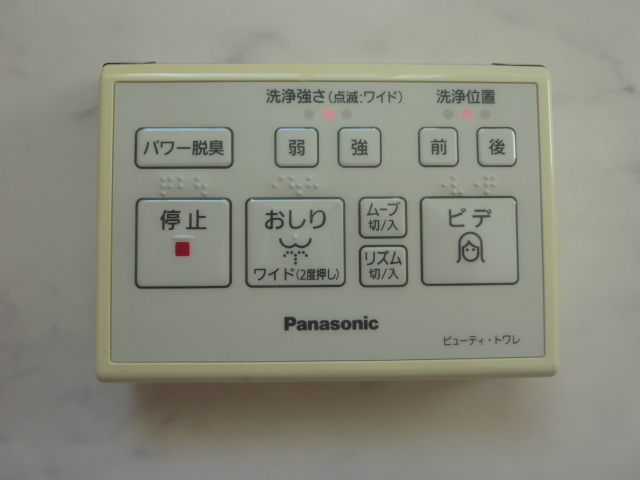 洗浄強さ(点滅:ワイド)
洗浄位置
パワー脱臭
弱
強
前
後
停止
おしり
ワイド(2度押し)
ムーブ
切/入
リズム
切/入
ビデ
Panasonic
ビューティ・トワレ